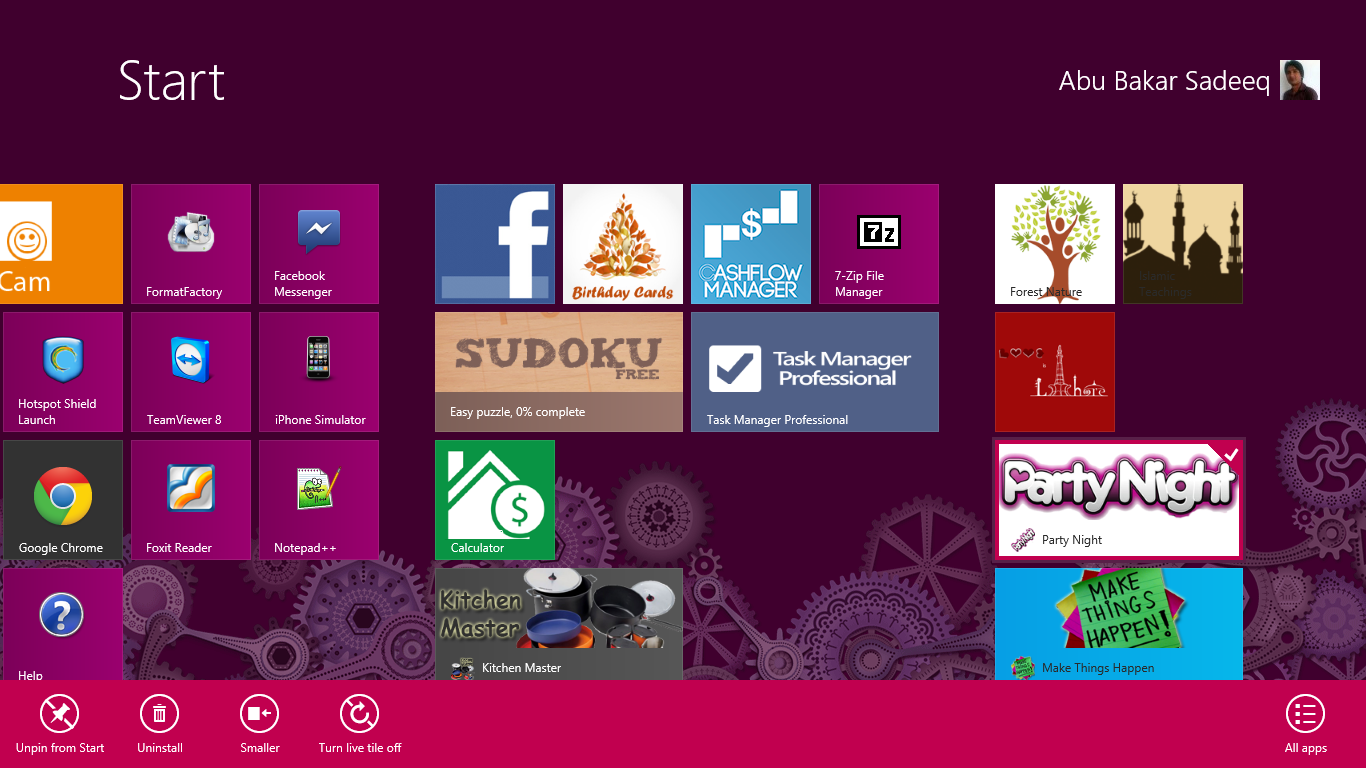 Start
Abu Bakar Sadeeq
Cam
FormatFactory
Facebook
Messenger
Hotspot Shield
Launch
TeamViewer 8
iPhone Simulator
Google Chrome
Foxit Reader
Notepad++
Help
f
Birthday Cards
$
CASHFLOW
MANAGER
7z
7-Zip File
Manager
SUDOKU
FREE
Easy puzzle, 0% complete
Task Manager
Professional
Task Manager Professional
$
Calculator
Kitchen
Master
Kitchen Master
Forest Nature
Islamic
Teachings
LOVE
is
Lahore
Party Night
Party Night
MAKE
THINGS
HAPPEN!
Make Things Happen
Unpin from Start
Uninstall
Smaller
Turn live tile off
All apps